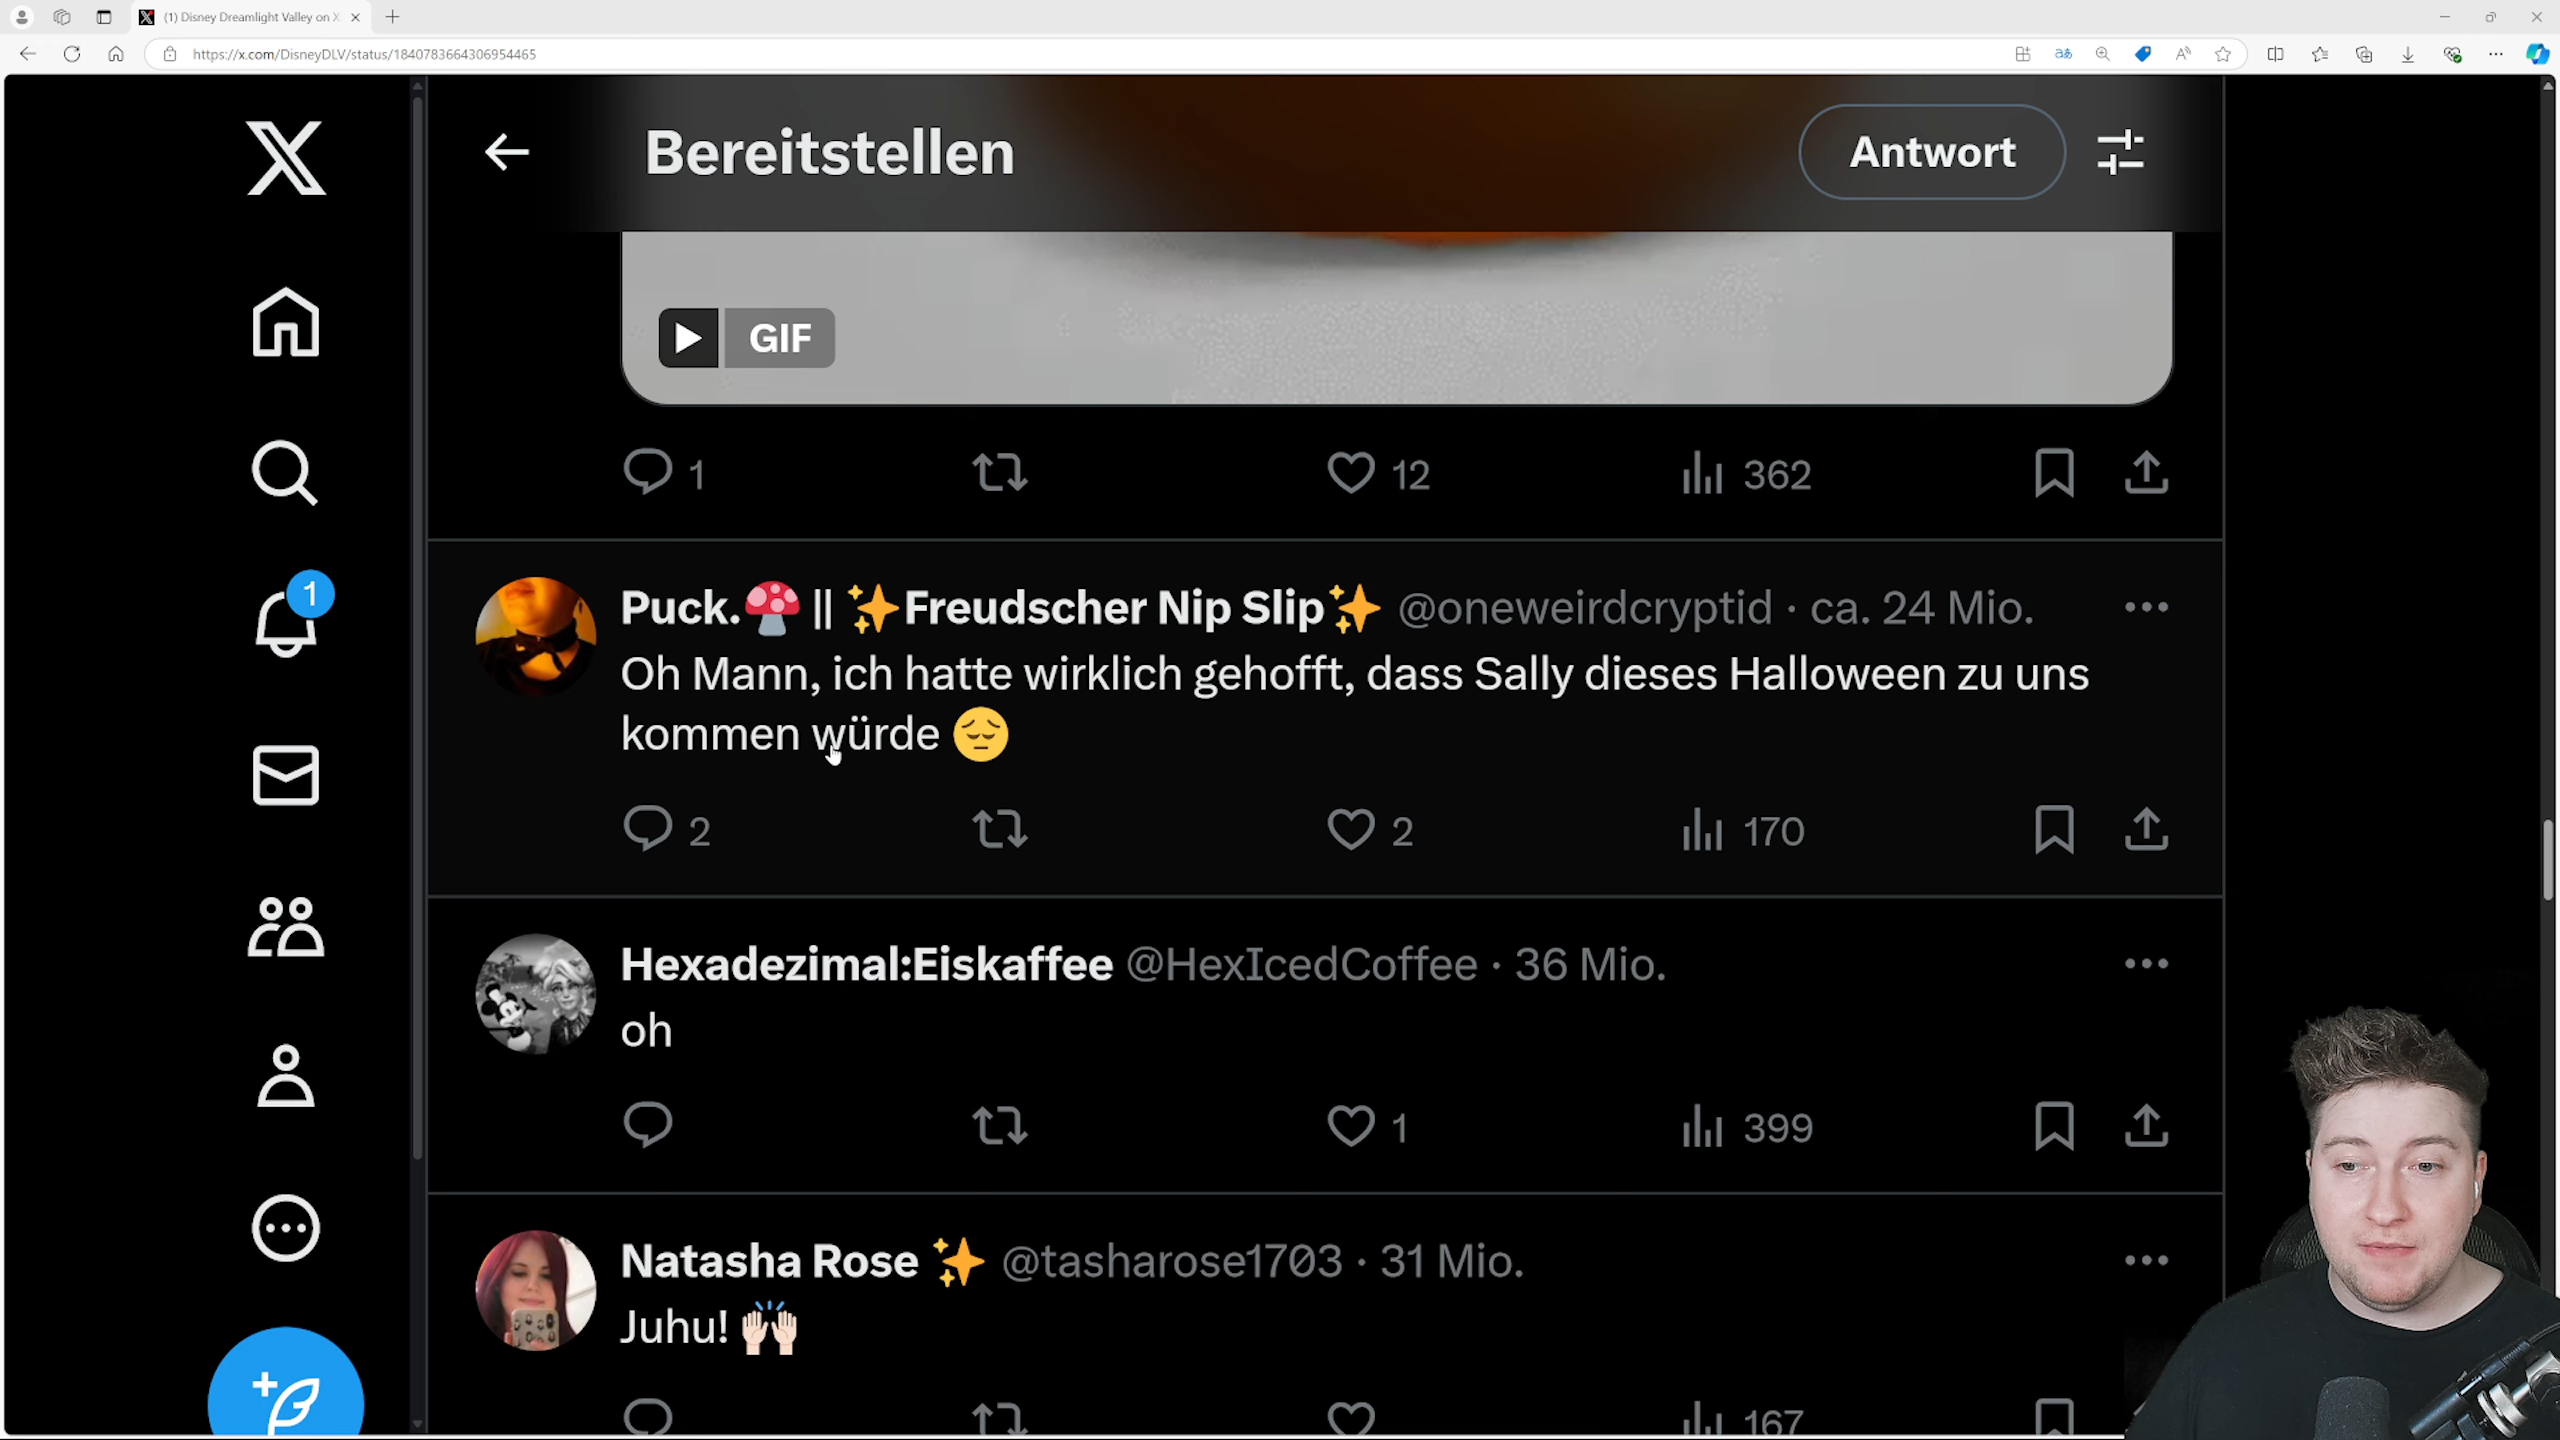 (1) Disney Dreamlight Valley on X
https://x.com/DisneyDLV/status/1840783664306954465
Bereitstellen
Antwort
GIF
1 12 362
Puck.🍄 || ✨Freudscher Nip Slip✨ @oneweirdcryptid · ca. 24 Mio.
Oh Mann, ich hatte wirklich gehofft, dass Sally dieses Halloween zu uns
kommen würde 😔
2 2 170
1
Hexadezimal:Eiskaffee @HexIcedCoffee · 36 Mio.
oh
1 399
Natasha Rose ✨ @tasharose1703 · 31 Mio.
Juhu! 🙌🏻
167